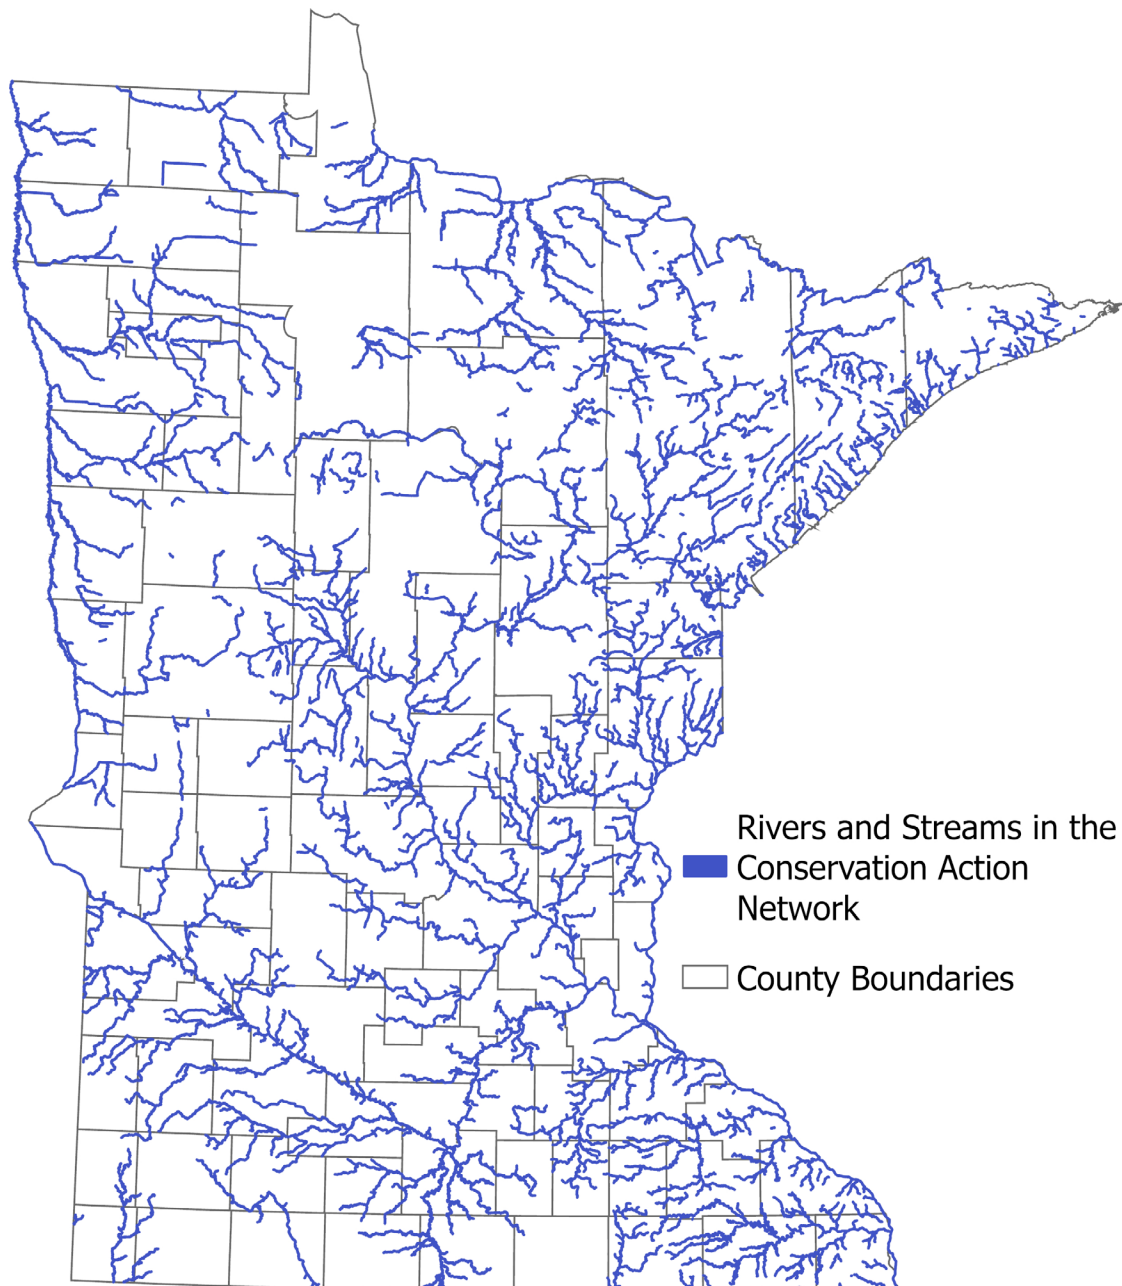 Rivers and Streams in the
Conservation Action
Network
County Boundaries